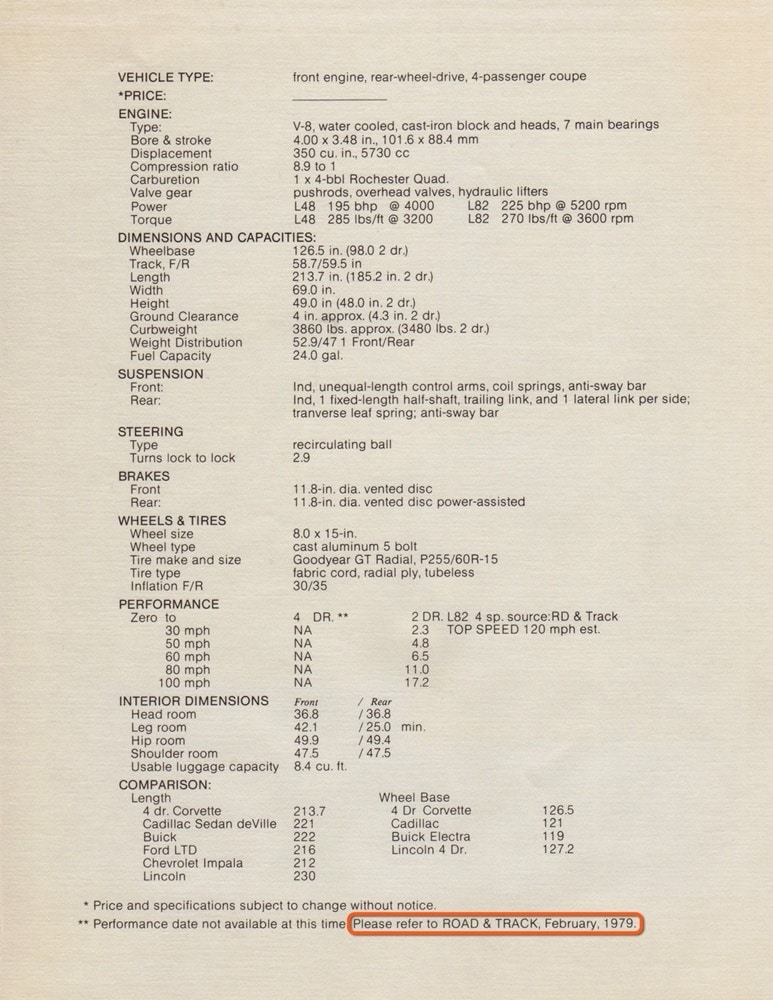 VEHICLE TYPE: front engine, rear-wheel-drive, 4-passenger coupe
*PRICE: ____________
ENGINE:
Type: V-8, water cooled, cast-iron block and heads, 7 main bearings
Bore & stroke 4.00 x 3.48 in., 101.6 x 88.4 mm
Displacement 350 cu. in., 5730 cc
Compression ratio 8.9 to 1
Carburetion 1 x 4-bbl Rochester Quad.
Valve gear pushrods, overhead valves, hydraulic lifters
Power L48 195 bhp @ 4000 L82 225 bhp @ 5200 rpm
Torque L48 285 lbs/ft @ 3200 L82 270 lbs/ft @ 3600 rpm
DIMENSIONS AND CAPACITIES:
Wheelbase 126.5 in. (98.0 2 dr.)
Track, F/R 58.7/59.5 in
Length 213.7 in. (185.2 in. 2 dr.)
Width 69.0 in.
Height 49.0 in (48.0 in. 2 dr.)
Ground Clearance 4 in. approx. (4.3 in. 2 dr.)
Curbweight 3860 lbs. approx. (3480 lbs. 2 dr.)
Weight Distribution 52.9/47 1 Front/Rear
Fuel Capacity 24.0 gal.
SUSPENSION
Front: Ind, unequal-length control arms, coil springs, anti-sway bar
Rear: Ind, 1 fixed-length half-shaft, trailing link, and 1 lateral link per side;
tranverse leaf spring; anti-sway bar
STEERING
Type recirculating ball
Turns lock to lock 2.9
BRAKES
Front 11.8-in. dia. vented disc
Rear: 11.8-in. dia. vented disc power-assisted
WHEELS & TIRES
Wheel size 8.0 x 15-in.
Wheel type cast aluminum 5 bolt
Tire make and size Goodyear GT Radial, P255/60R-15
Tire type fabric cord, radial ply, tubeless
Inflation F/R 30/35
PERFORMANCE
Zero to 4 DR. ** 2 DR. L82 4 sp. source:RD & Track
30 mph NA 2.3 TOP SPEED 120 mph est.
50 mph NA 4.8
60 mph NA 6.5
80 mph NA 11.0
100 mph NA 17.2
INTERIOR DIMENSIONS Front / Rear
Head room 36.8 / 36.8
Leg room 42.1 / 25.0 min.
Hip room 49.9 / 49.4
Shoulder room 47.5 / 47.5
Usable luggage capacity 8.4 cu. ft.
COMPARISON:
Length Wheel Base
4 dr. Corvette 213.7 4 Dr Corvette 126.5
Cadillac Sedan deVille 221 Cadillac 121
Buick 222 Buick Electra 119
Ford LTD 216 Lincoln 4 Dr. 127.2
Chevrolet Impala 212
Lincoln 230
* Price and specifications subject to change without notice.
** Performance date not available at this time Please refer to ROAD & TRACK, February, 1979.